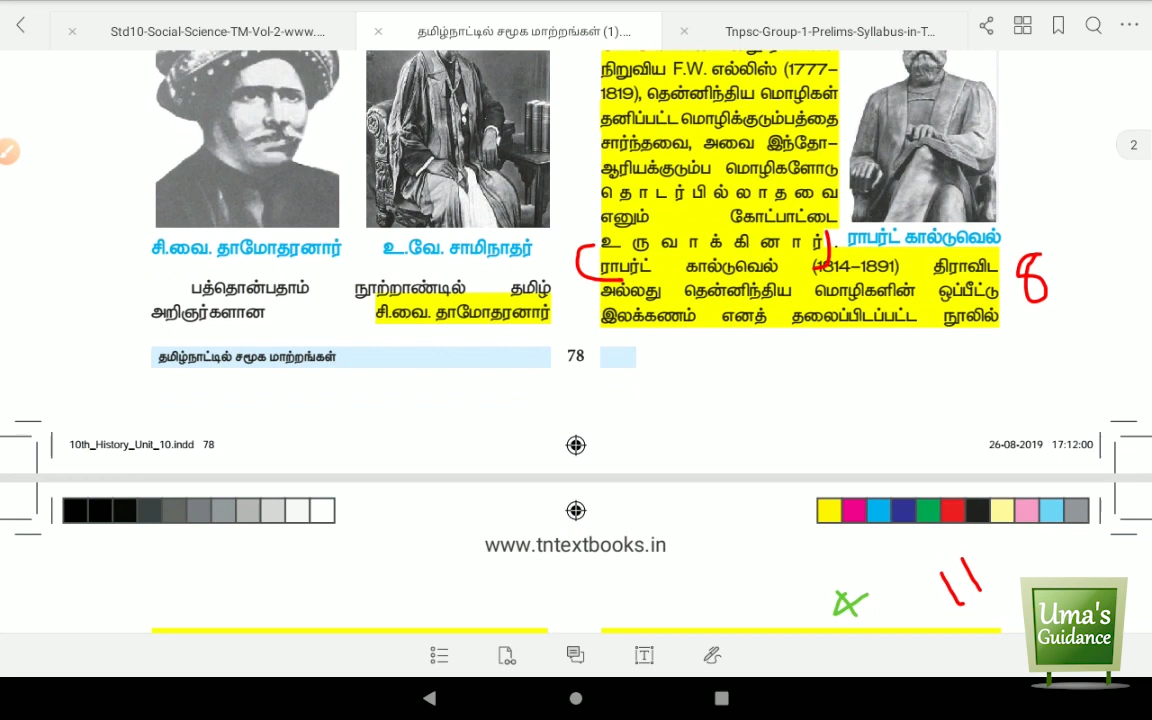 Std10-Social-Science-TM-Vol-2-www....
தமிழ்நாட்டில் சமூக மாற்றங்கள் (1)....
Tnpsc-Group-1-Prelims-Syllabus-in-T...
2
சி.வை. தாமோதரனார்
உ.வே. சாமிநாதர்
பத்தொன்பதாம் நூற்றாண்டில் தமிழ்
அறிஞர்களான சி.வை. தாமோதரனார்
நிறுவிய F.W. எல்லிஸ் (1777–
1819), தென்னிந்திய மொழிகள்
தனிப்பட்ட மொழிக்குடும்பத்தை
சார்ந்தவை, அவை இந்தோ–
ஆரியக்குடும்ப மொழிகளோடு
தொடர்பில்லாதவை
எனும் கோட்பாட்டை
உருவாக்கினார்.
ராபர்ட் கால்டுவெல்
ராபர்ட் கால்டுவெல் (1814–1891) திராவிட
அல்லது தென்னிந்திய மொழிகளின் ஒப்பீட்டு
இலக்கணம் எனத் தலைப்பிடப்பட்ட நூலில்
8
தமிழ்நாட்டில் சமூக மாற்றங்கள்
78
10th_History_Unit_10.indd 78
26-08-2019 17:12:00
www.tntextbooks.in
11
Uma's
Guidance